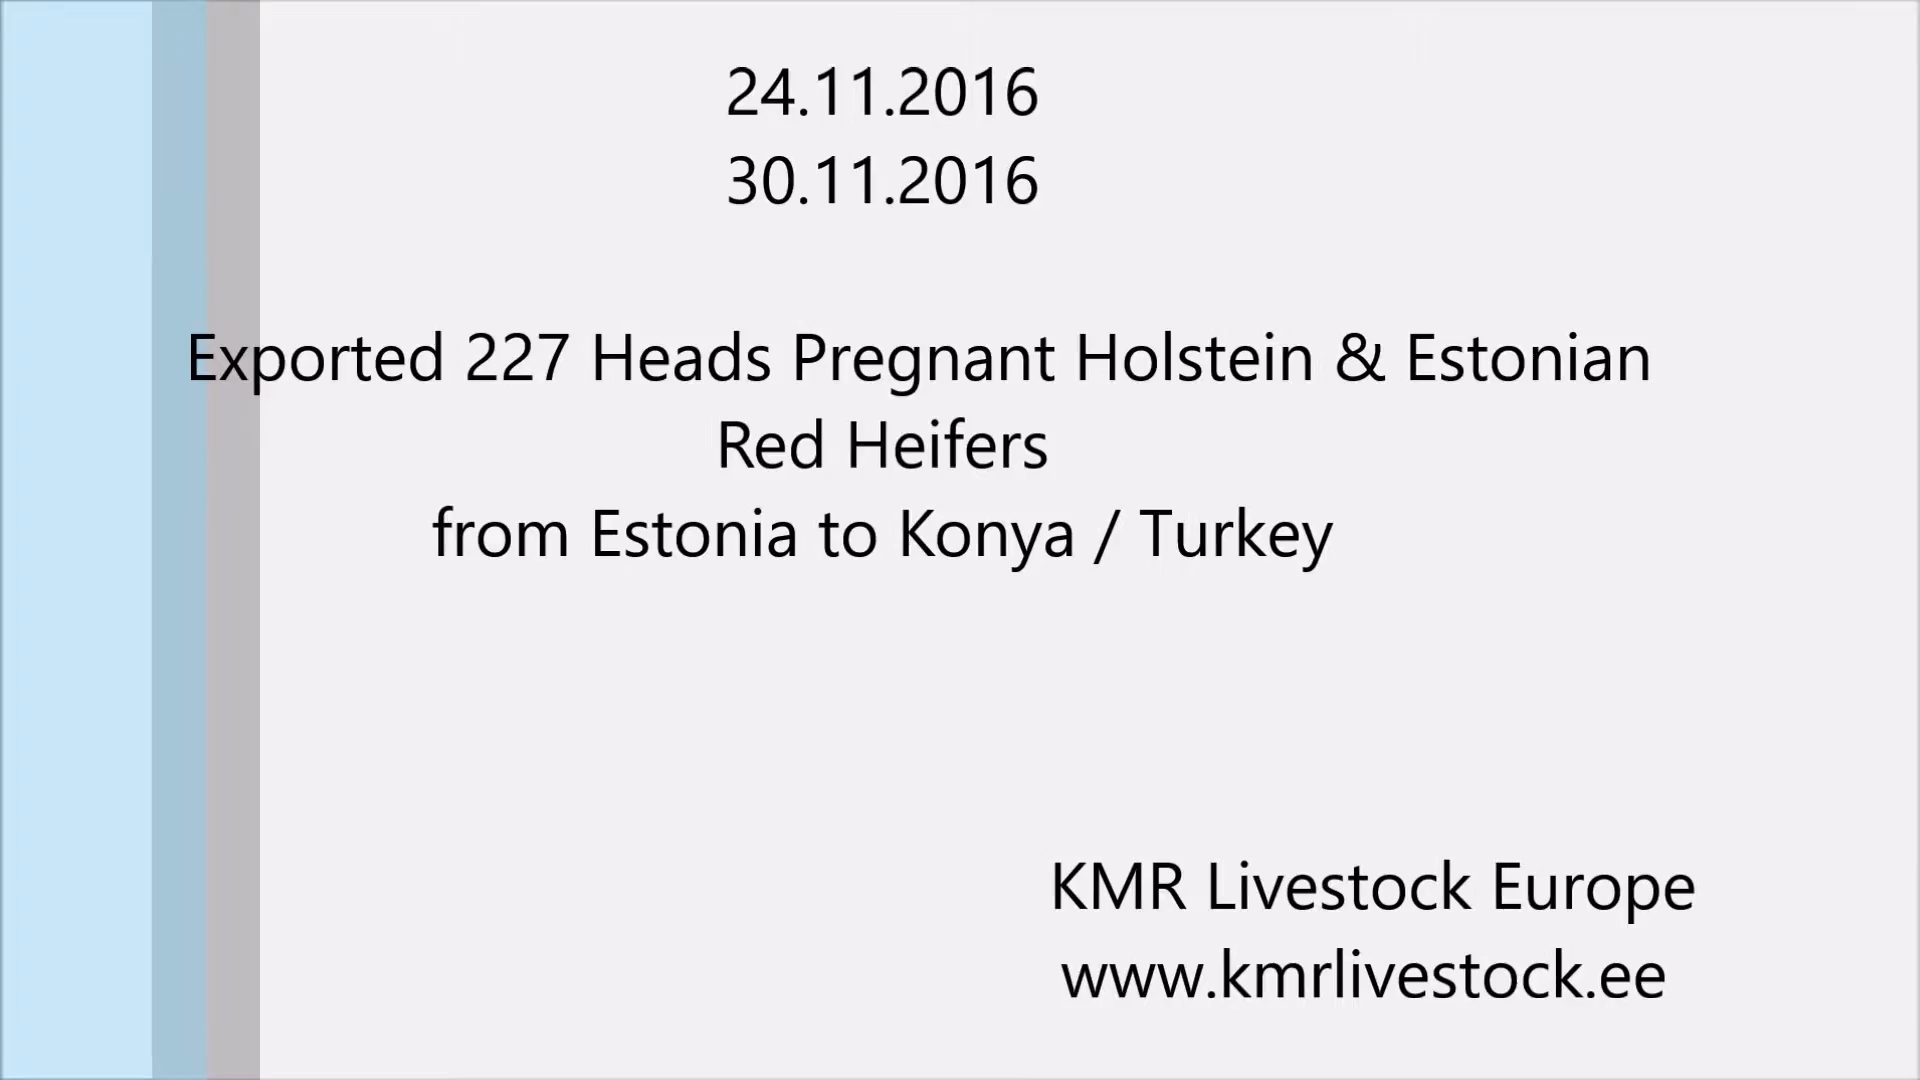 24.11.2016
30.11.2016
Exported 227 Heads Pregnant Holstein & Estonian
Red Heifers
from Estonia to Konya / Turkey
KMR Livestock Europe
www.kmrlivestock.ee